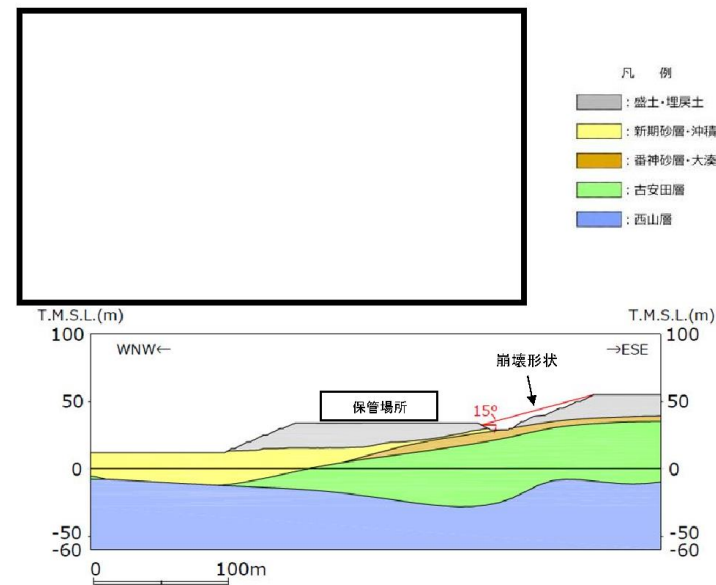 凡 例
:盛土・埋戻土
:新期砂層・沖積
:番神砂層・大湊
:古安田層
:西山層
T.M.S.L.(m)
T.M.S.L.(m)
100
100
WNW←
→ESE
崩壊形状
50
50
保管場所
15°
0
0
-50
-50
-60
-60
0
100m